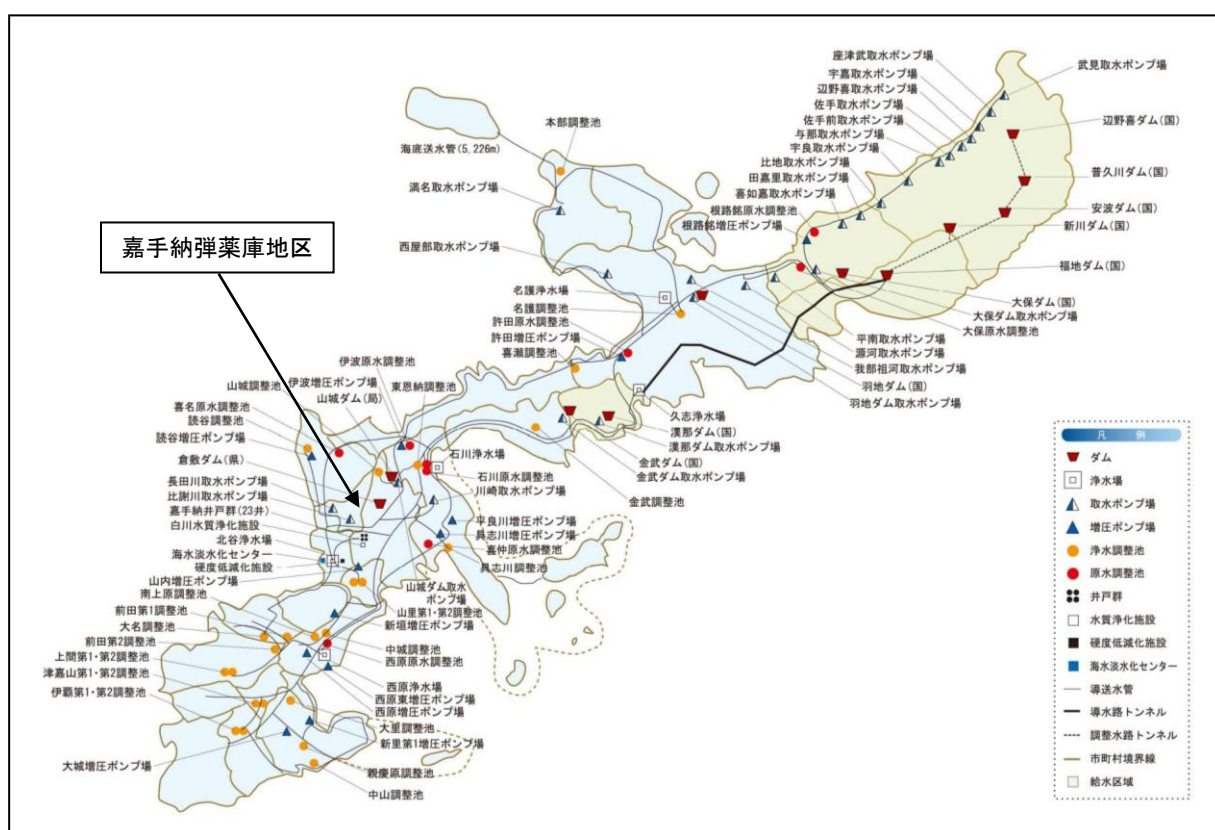 座津武取水ポンプ場
宇嘉取水ポンプ場
辺野喜取水ポンプ場
佐手取水ポンプ場
佐手前取水ポンプ場
与那取水ポンプ場
宇良取水ポンプ場
比地取水ポンプ場
田嘉里取水ポンプ場
喜如嘉取水ポンプ場
根路銘原水調整池
根路銘増圧ポンプ場
武見取水ポンプ場
辺野喜ダム(国)
普久川ダム(国)
安波ダム(国)
新川ダム(国)
福地ダム(国)
大保ダム(国)
大保ダム取水ポンプ場
大保原水調整池
平南取水ポンプ場
源河取水ポンプ場
我部祖河取水ポンプ場
羽地ダム(国)
羽地ダム取水ポンプ場
本部調整池
海底送水管(5,226m)
満名取水ポンプ場
西屋部取水ポンプ場
名護浄水場
名護調整池
許田原水調整池
許田増圧ポンプ場
喜瀬調整池
嘉手納弾薬庫地区
久志浄水場
漢那ダム(国)
漢那ダム取水ポンプ場
金武ダム(国)
金武ダム取水ポンプ場
金武調整池
伊波原水調整池
伊波増圧ポンプ場
東恩納調整池
山城調整池
山城ダム(局)
喜名原水調整池
読谷調整池
読谷増圧ポンプ場
倉敷ダム(県)
長田川取水ポンプ場
比謝川取水ポンプ場
嘉手納井戸群(23井)
白川水質浄化施設
北谷浄水場
海水淡水化センター
硬度低減化施設
山内増圧ポンプ場
南上原調整池
前田第1調整池
大名調整池
前田第2調整池
上間第1・第2調整池
津嘉山第1・第2調整池
伊覇第1・第2調整池
大城増圧ポンプ場
石川浄水場
石川原水調整池
川崎取水ポンプ場
平良川増圧ポンプ場
具志川増圧ポンプ場
喜仲原水調整池
具志川調整池
山城ダム取水
ポンプ場
山里第1・第2調整池
新垣増圧ポンプ場
中城調整池
西原原水調整池
西原浄水場
西原東増圧ポンプ場
西原増圧ポンプ場
大里調整池
新里第1増圧ポンプ場
親慶原調整池
中山調整池
凡 例
ダム
浄水場
取水ポンプ場
増圧ポンプ場
浄水調整池
原水調整池
井戸群
水質浄化施設
硬度低減化施設
海水淡水化センター
導送水管
導水路トンネル
調整水路トンネル
市町村境界線
給水区域